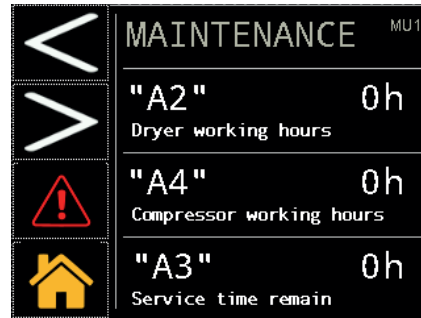 MAINTENANCE MU1
"A2" 0h
Dryer working hours
"A4" 0h
Compressor working hours
"A3" 0h
Service time remain